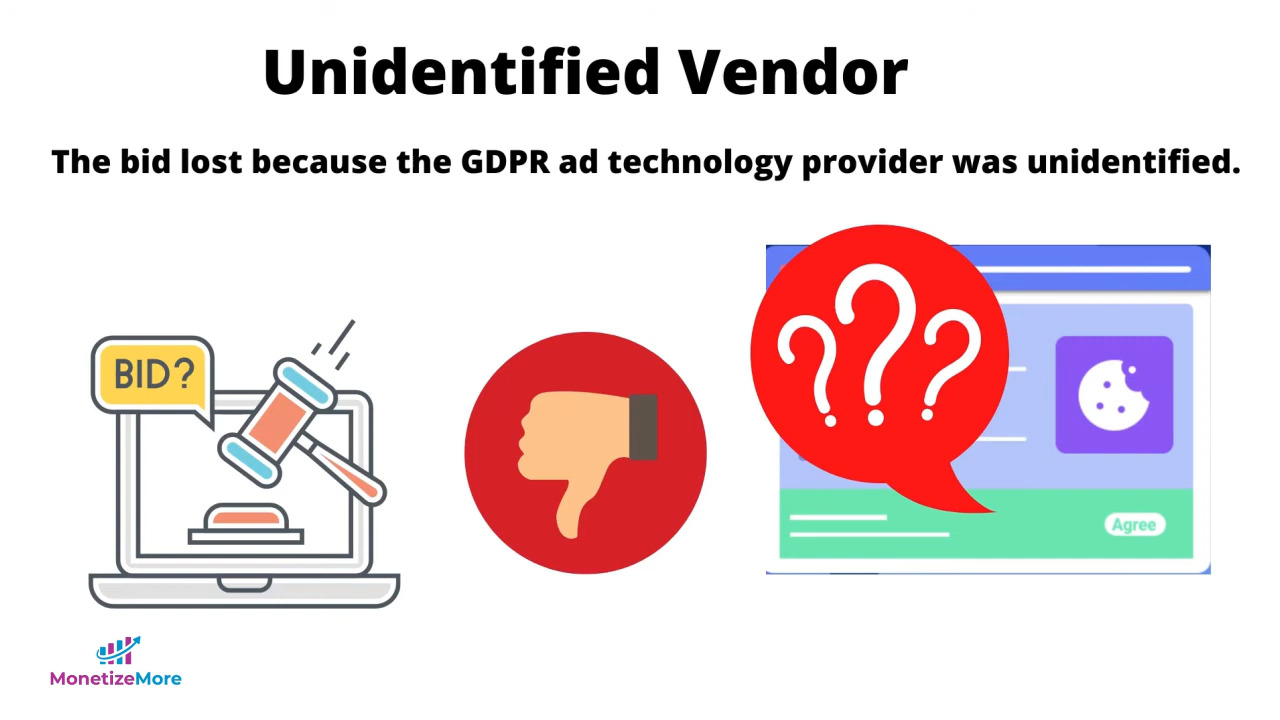 Unidentified Vendor
The bid lost because the GDPR ad technology provider was unidentified.
BID?
???
Agree
MonetizeMore